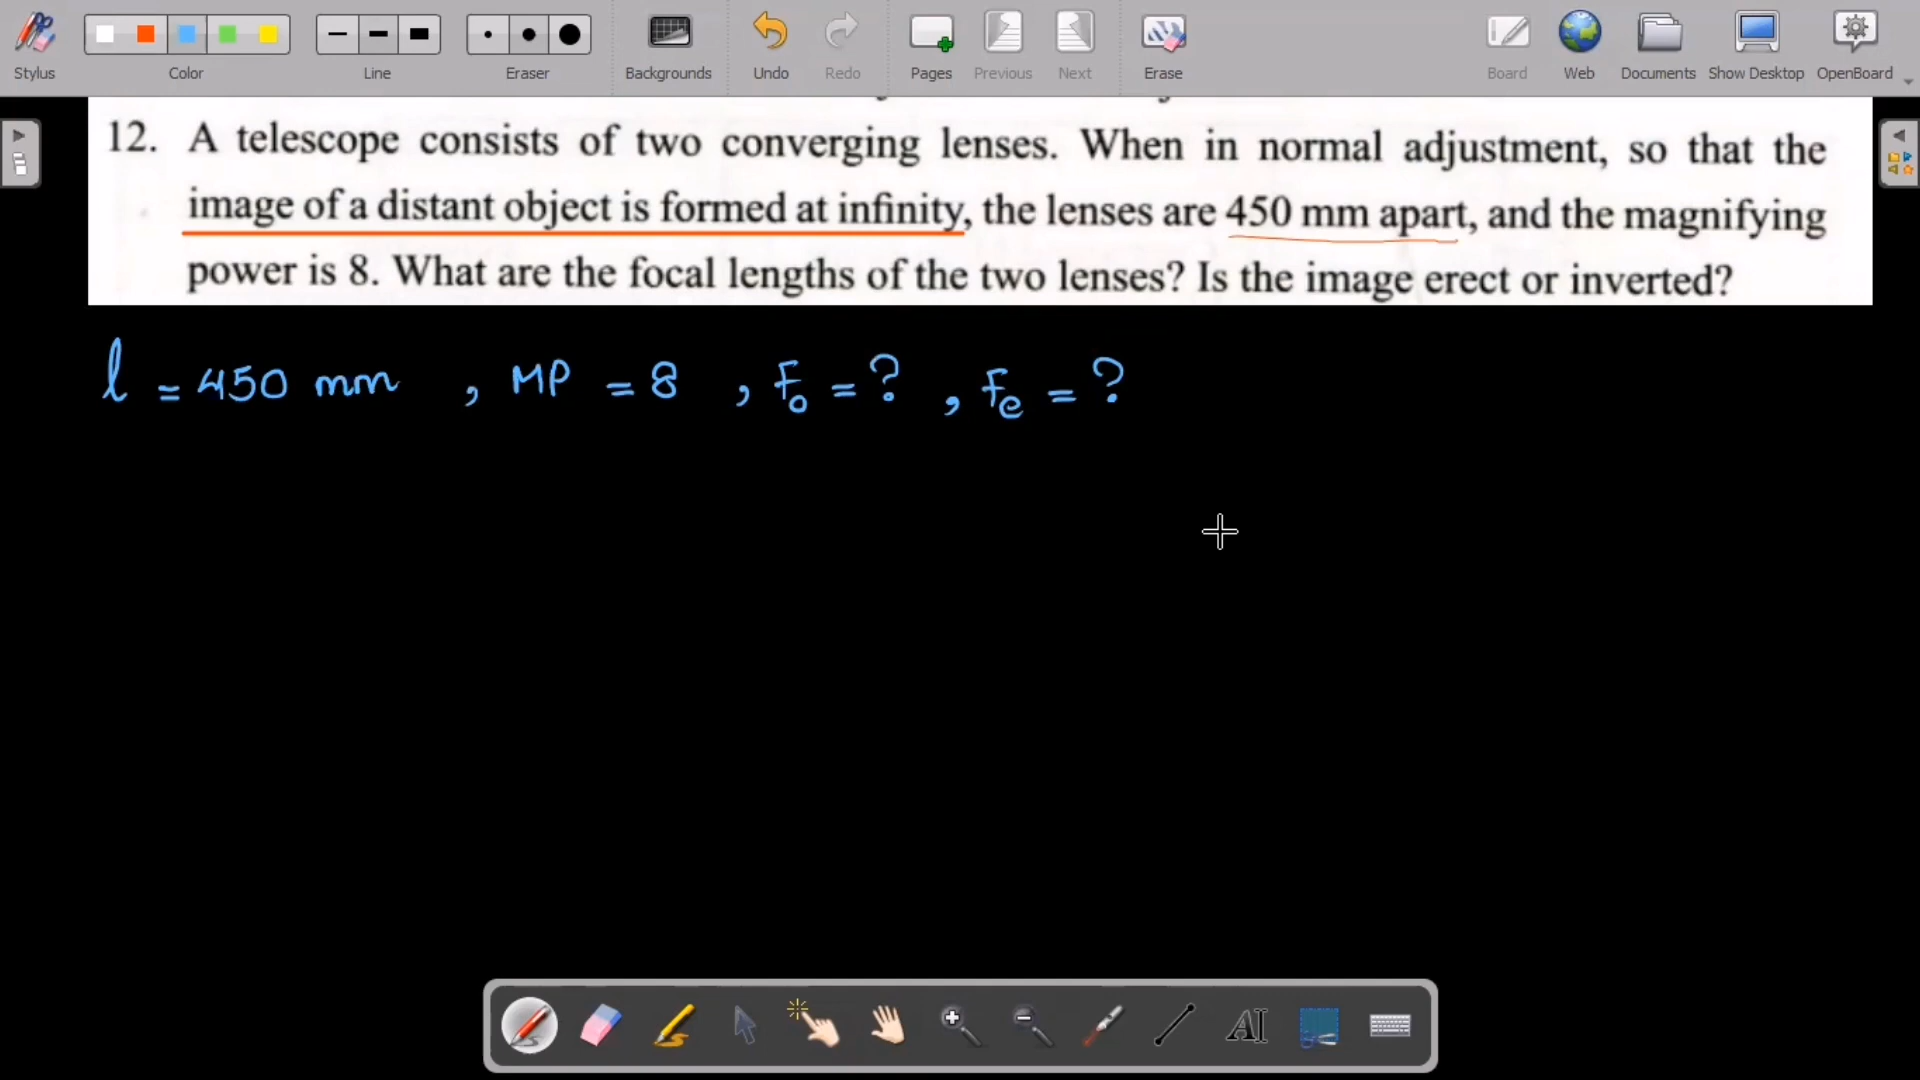 Stylus Color Line Eraser Backgrounds Undo Redo Pages Previous Next Erase Board Web Documents Show Desktop OpenBoard
12. A telescope consists of two converging lenses. When in normal adjustment, so that the
image of a distant object is formed at infinity, the lenses are 450 mm apart, and the magnifying
power is 8. What are the focal lengths of the two lenses? Is the image erect or inverted?
l = 450 mm , MP = 8 , Fo = ? , Fe = ?
AI